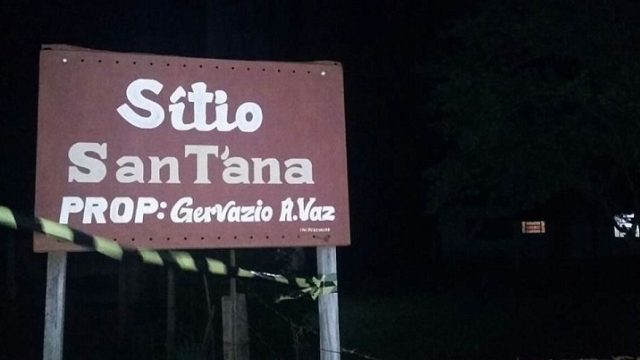 Sítio
SanT'ana
PROP: Gervazio A.Vaz